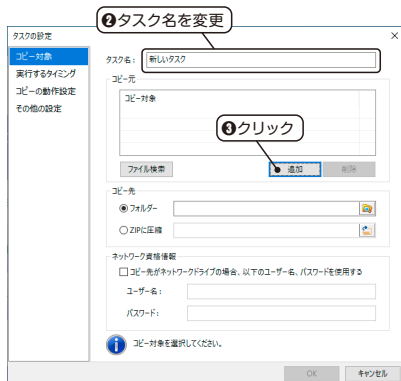 ❷タスク名を変更
タスクの設定
コピー対象
実行するタイミング
コピーの動作設定
その他の設定
タスク名：
新しいタスク
コピー元
コピー対象
❸クリック
ファイル検索
追加
削除
コピー先
フォルダー
ZIPに圧縮
ネットワーク資格情報
コピー先がネットワークドライブの場合、以下のユーザー名、パスワードを使用する
ユーザー名：
パスワード：
コピー対象を選択してください。
OK
キャンセル